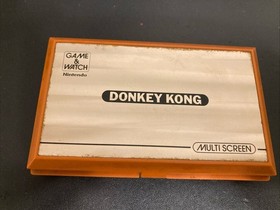 GAME
&
WATCH
Nintendo
DONKEY KONG
MULTI SCREEN